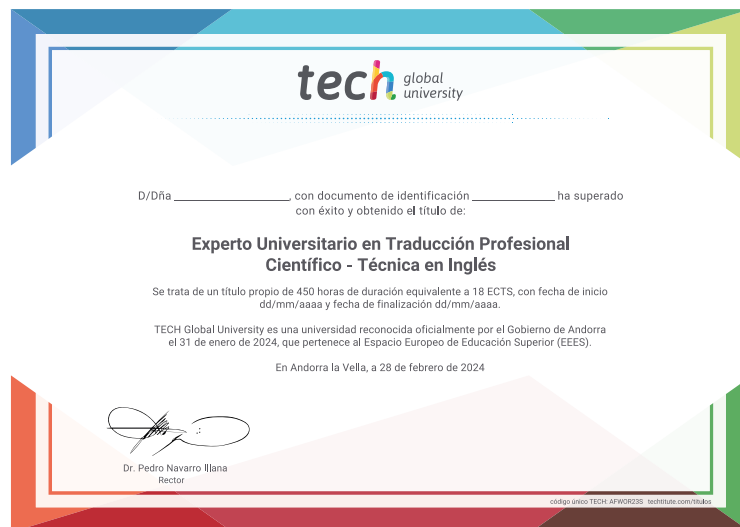 tech global university
D/Dña ____________________, con documento de identificación ______________ ha superado
con éxito y obtenido el título de:
Experto Universitario en Traducción Profesional
Científico - Técnica en Inglés
Se trata de un título propio de 450 horas de duración equivalente a 18 ECTS, con fecha de inicio
dd/mm/aaaa y fecha de finalización dd/mm/aaaa.
TECH Global University es una universidad reconocida oficialmente por el Gobierno de Andorra
el 31 de enero de 2024, que pertenece al Espacio Europeo de Educación Superior (EEES).
En Andorra la Vella, a 28 de febrero de 2024
Dr. Pedro Navarro Illana
Rector
código único TECH: AFWOR23S techtitute.com/titulos